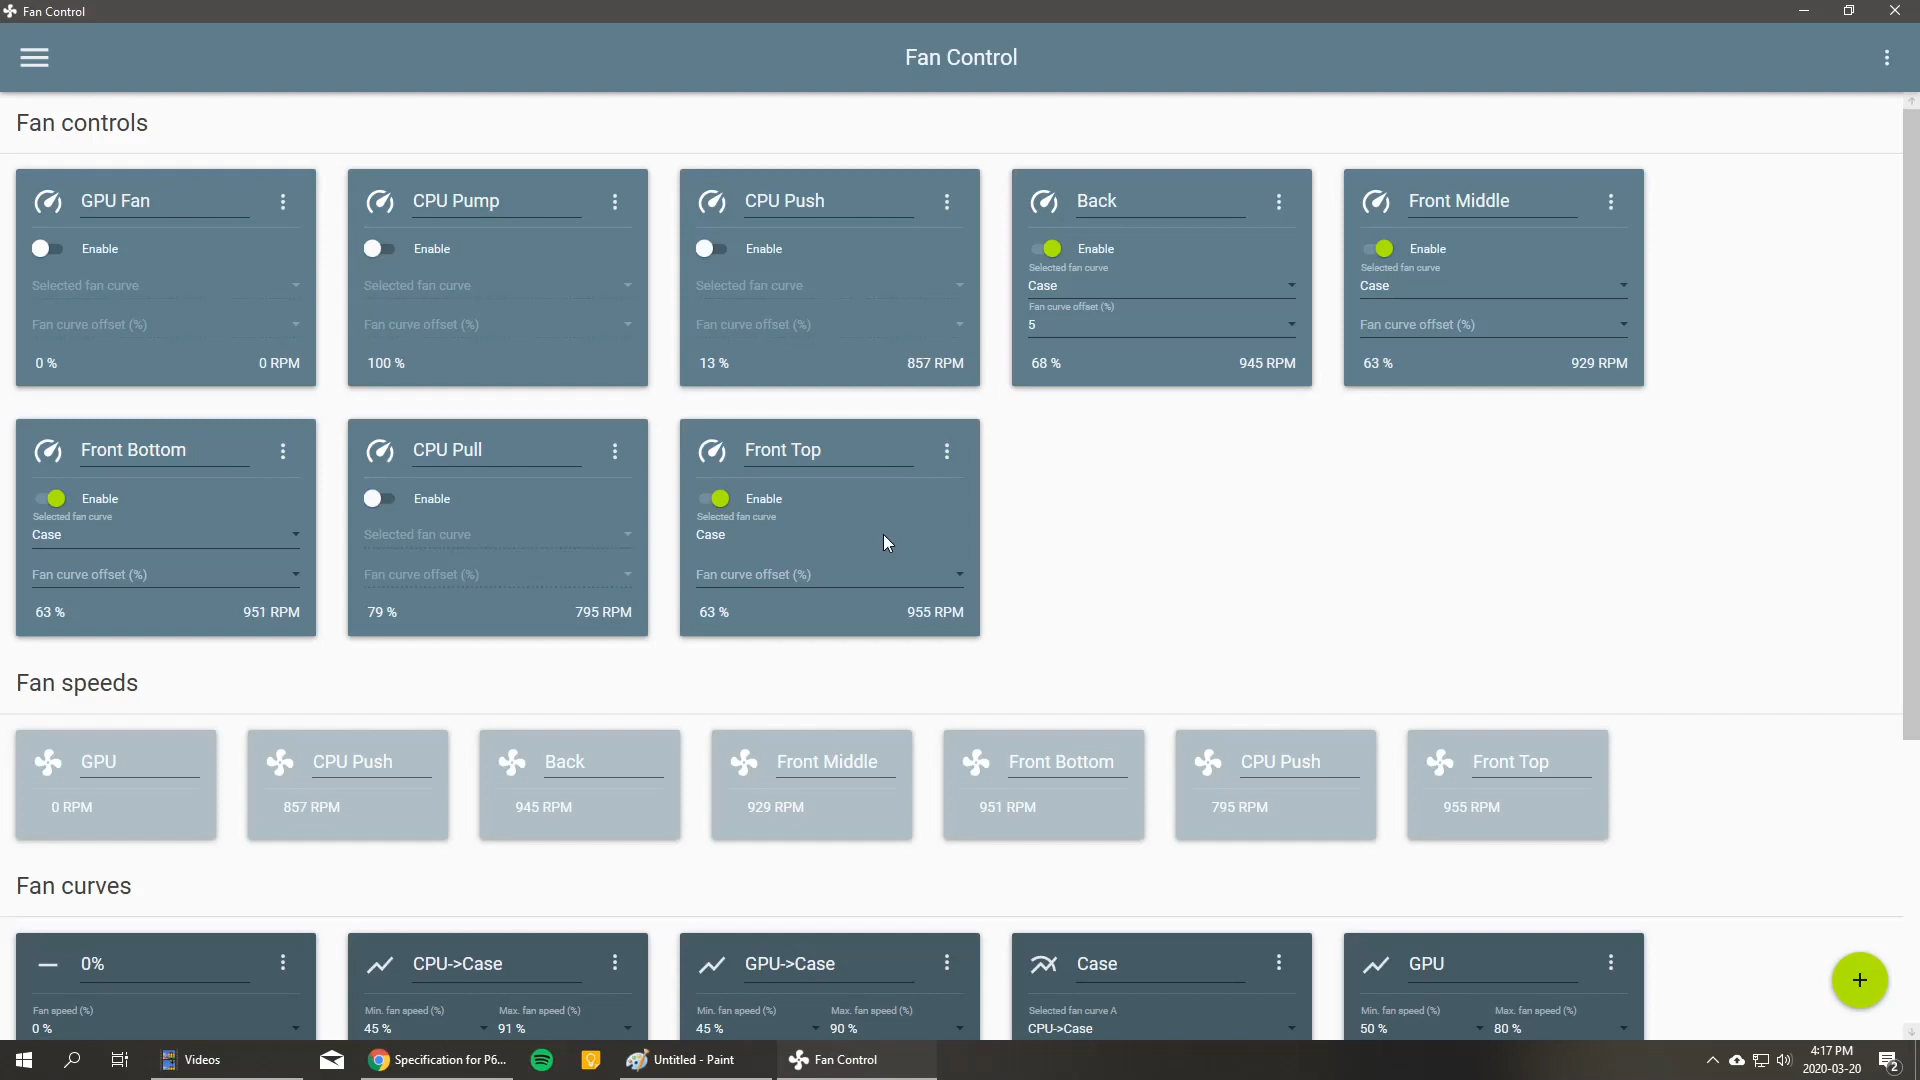 Fan Control
Fan Control
Fan controls
GPU Fan
Enable
Selected fan curve
Fan curve offset (%)
0 %
0 RPM
CPU Pump
Enable
Selected fan curve
Fan curve offset (%)
100 %
CPU Push
Enable
Selected fan curve
Fan curve offset (%)
13 %
857 RPM
Back
Enable
Selected fan curve
Case
Fan curve offset (%)
5
68 %
945 RPM
Front Middle
Enable
Selected fan curve
Case
Fan curve offset (%)
63 %
929 RPM
Front Bottom
Enable
Selected fan curve
Case
Fan curve offset (%)
63 %
951 RPM
CPU Pull
Enable
Selected fan curve
Fan curve offset (%)
79 %
795 RPM
Front Top
Enable
Selected fan curve
Case
Fan curve offset (%)
63 %
955 RPM
Fan speeds
GPU
0 RPM
CPU Push
857 RPM
Back
945 RPM
Front Middle
929 RPM
Front Bottom
951 RPM
CPU Push
795 RPM
Front Top
955 RPM
Fan curves
0%
Fan speed (%)
0 %
CPU->Case
Min. fan speed (%)
45 %
Max. fan speed (%)
91 %
GPU->Case
Min. fan speed (%)
45 %
Max. fan speed (%)
90 %
Case
Selected fan curve A
CPU->Case
GPU
Min. fan speed (%)
50 %
Max. fan speed (%)
80 %
Videos
Specification for P6...
Untitled - Paint
Fan Control
4:17 PM
2020-03-20
2